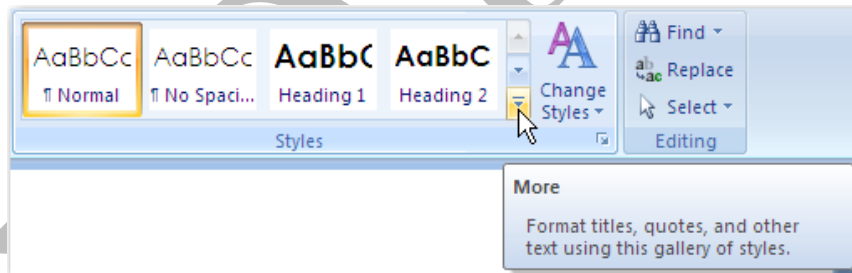 AaBbCc AaBbCc AaBb( AaBbC
¶ Normal ¶ No Spaci... Heading 1 Heading 2
Change
Styles
Styles
Find
Replace
Select
Editing
More
Format titles, quotes, and other
text using this gallery of styles.